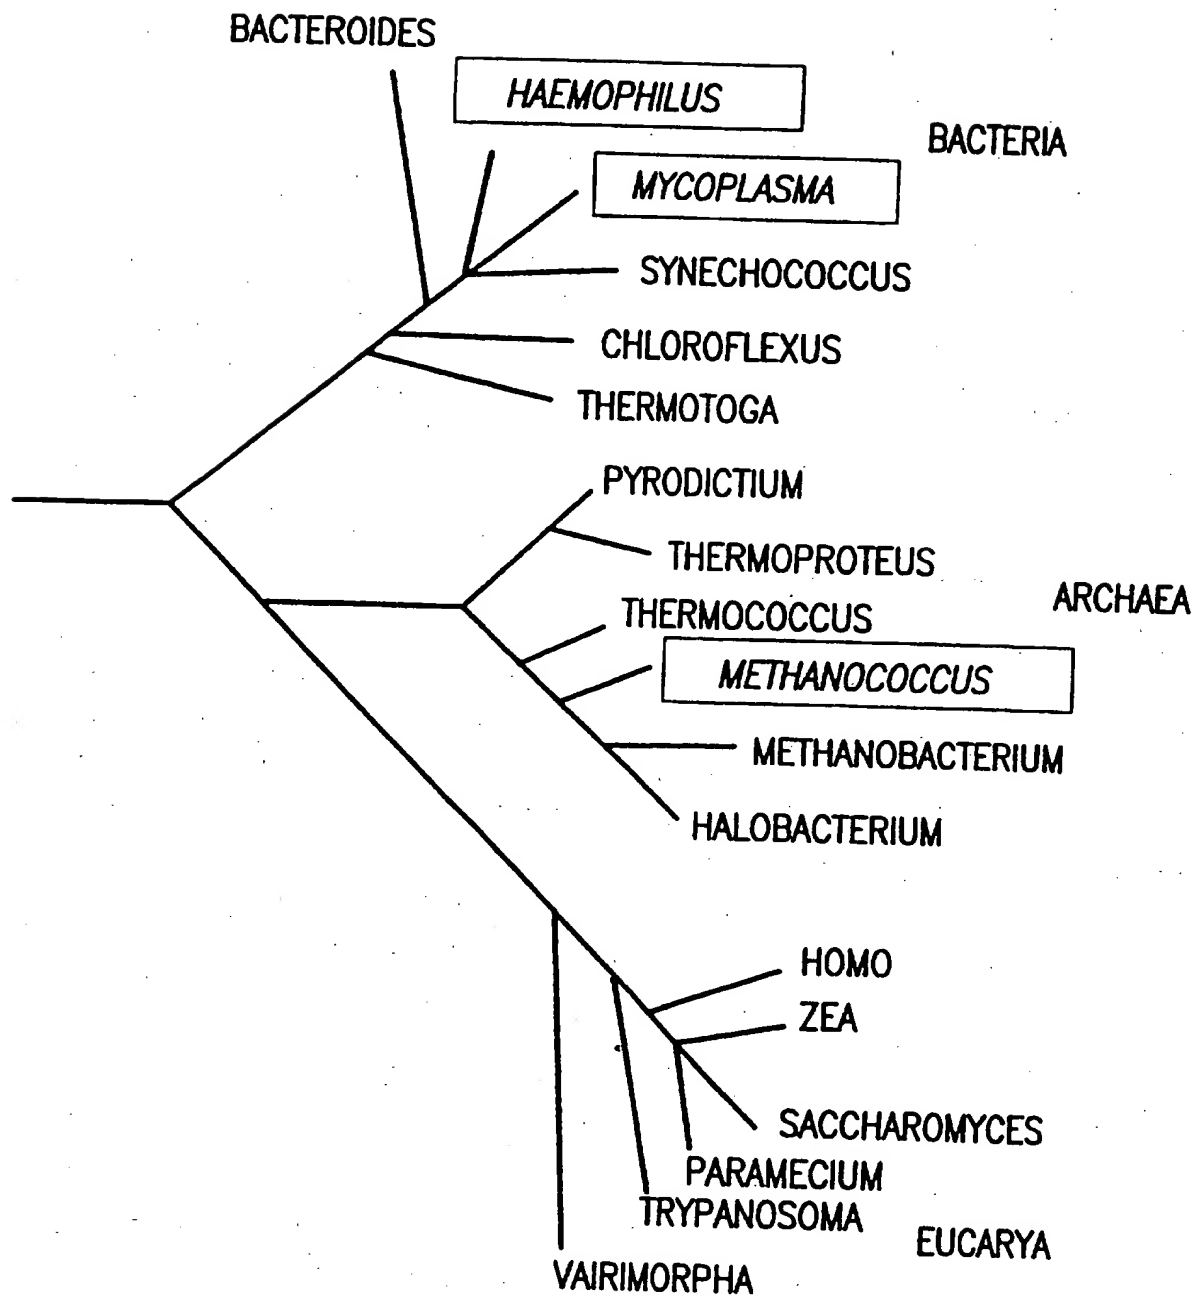 BACTEROIDES
HAEMOPHILUS
BACTERIA
MYCOPLASMA
SYNECHOCOCCUS
CHLOROFLEXUS
THERMOTOGA
PYRODICTIUM
THERMOPROTEUS
ARCHAEA
THERMOCOCCUS
METHANOCOCCUS
METHANOBACTERIUM
HALOBACTERIUM
HOMO
ZEA
SACCHAROMYCES
PARAMECIUM
TRYPANOSOMA
EUCARYA
VAIRIMORPHA